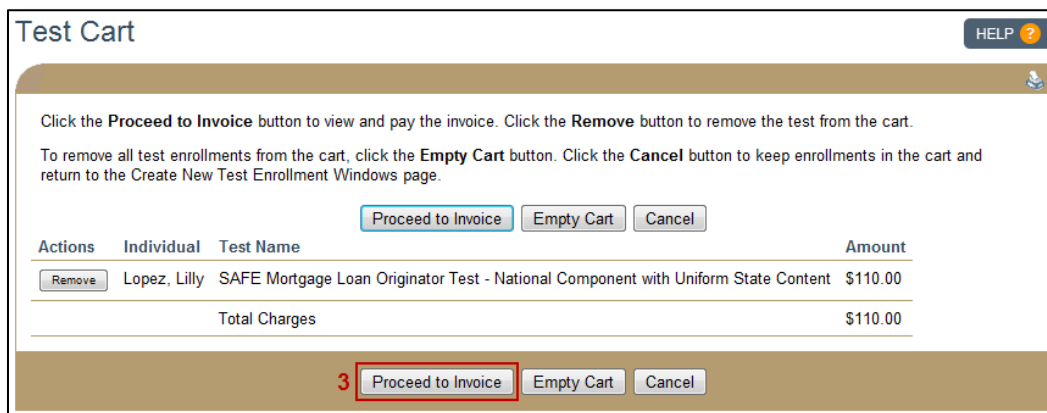 Test Cart
HELP ?
Click the Proceed to Invoice button to view and pay the invoice. Click the Remove button to remove the test from the cart.
To remove all test enrollments from the cart, click the Empty Cart button. Click the Cancel button to keep enrollments in the cart and
return to the Create New Test Enrollment Windows page.
Proceed to Invoice Empty Cart Cancel
Actions Individual Test Name Amount
Remove Lopez, Lilly SAFE Mortgage Loan Originator Test - National Component with Uniform State Content $110.00
Total Charges $110.00
3 Proceed to Invoice Empty Cart Cancel